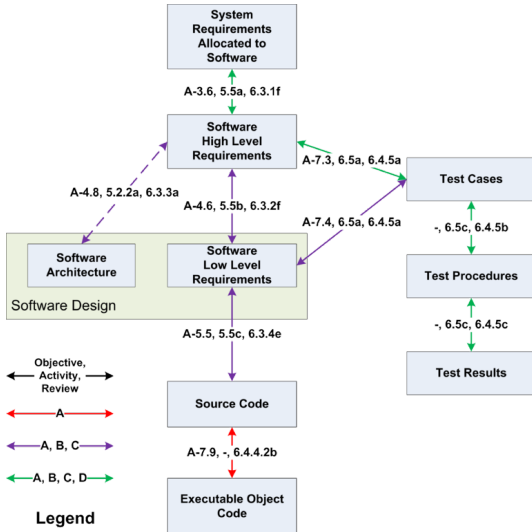 System
Requirements
Allocated to
Software
A-3.6, 5.5a, 6.3.1f
Software
High Level
Requirements
A-7.3, 6.5a, 6.4.5a
Test Cases
A-4.8, 5.2.2a, 6.3.3a
A-4.6, 5.5b, 6.3.2f
A-7.4, 6.5a, 6.4.5a
-, 6.5c, 6.4.5b
Software
Architecture
Software
Low Level
Requirements
Test Procedures
Software Design
-, 6.5c, 6.4.5c
A-5.5, 5.5c, 6.3.4e
Test Results
Objective,
Activity,
Review
Source Code
A
A-7.9, -, 6.4.4.2b
A, B, C
A, B, C, D
Executable Object
Code
Legend